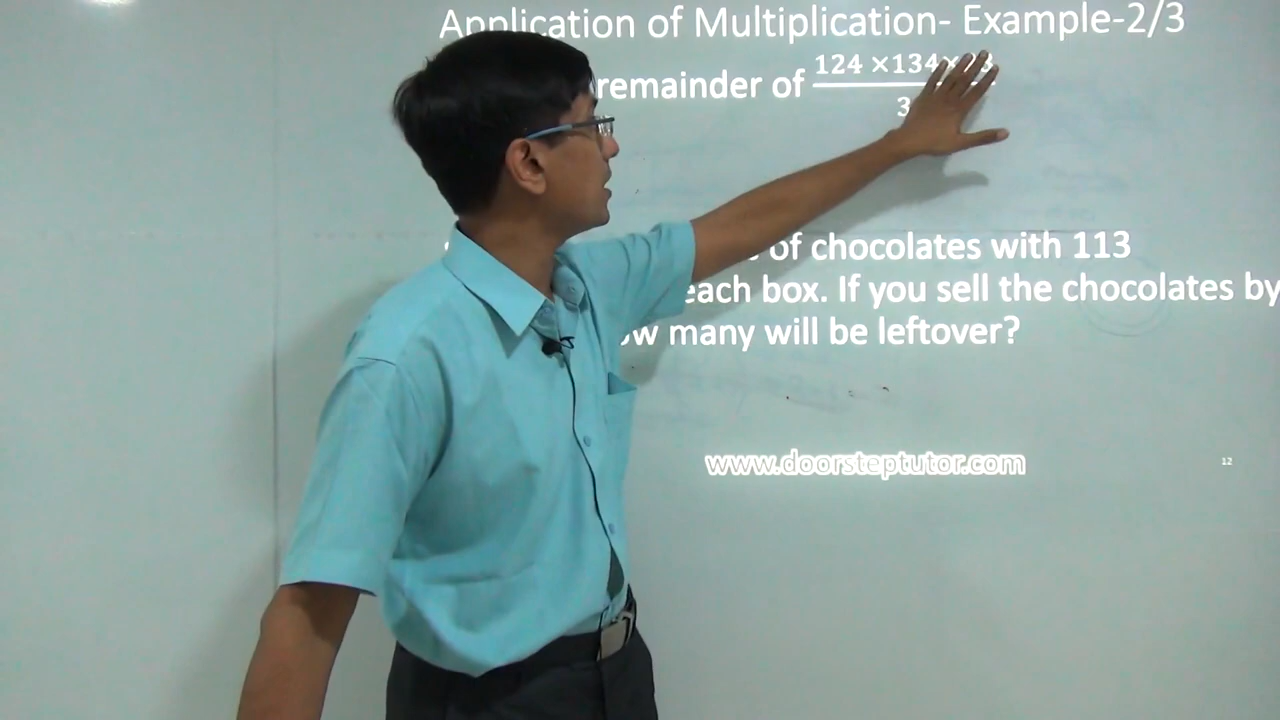 Application of Multiplication- Example-2/3
remainder of 124 ×134×
3
of chocolates with 113
each box. If you sell the chocolates by
many will be leftover?
www.doorsteptutor.com
12